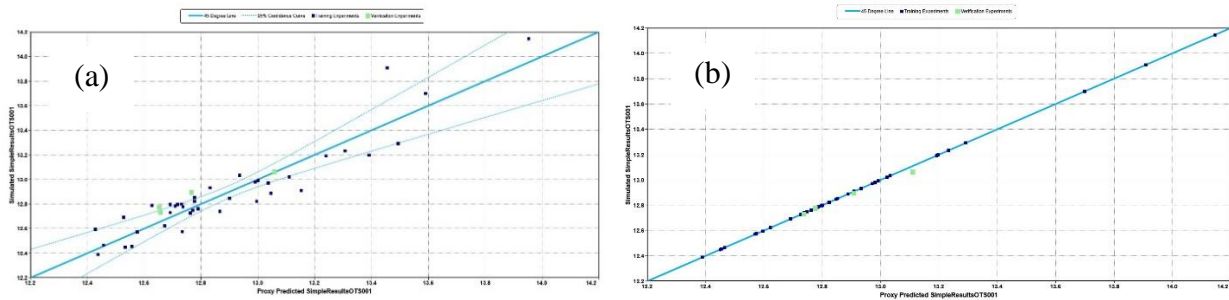 45 Degree Line 95% Confidence Curve Training Experiments Verification Experiments
(a)
Simulated SimpleResultsOTS001
14.2
14.0
13.8
13.6
13.4
13.2
13.0
12.8
12.6
12.4
12.2
12.2 12.4 12.6 12.8 13.0 13.2 13.4 13.6 13.8 14.0 14.2
Proxy Predicted SimpleResultsOTS001
45 Degree Line Training Experiments Verification Experiments
(b)
Simulated SimpleResultsOTS001
14.2
14.0
13.8
13.6
13.4
13.2
13.0
12.8
12.6
12.4
12.2
12.2 12.4 12.6 12.8 13.0 13.2 13.4 13.6 13.8 14.0 14.2
Proxy Predicted SimpleResultsOTS001